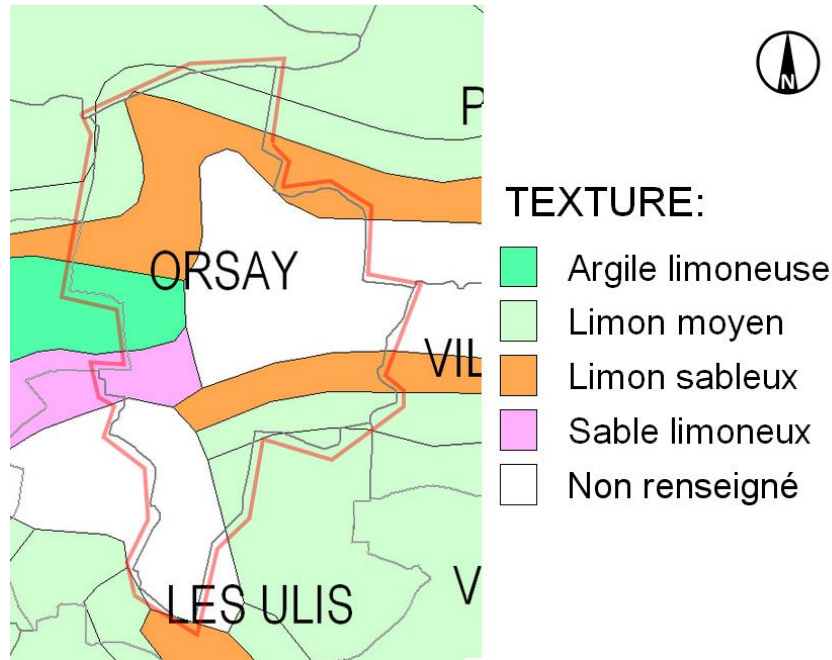 N
P
TEXTURE:
ORSAY
Argile limoneuse
Limon moyen
VIL
Limon sableux
Sable limoneux
Non renseigné
LES ULIS
V